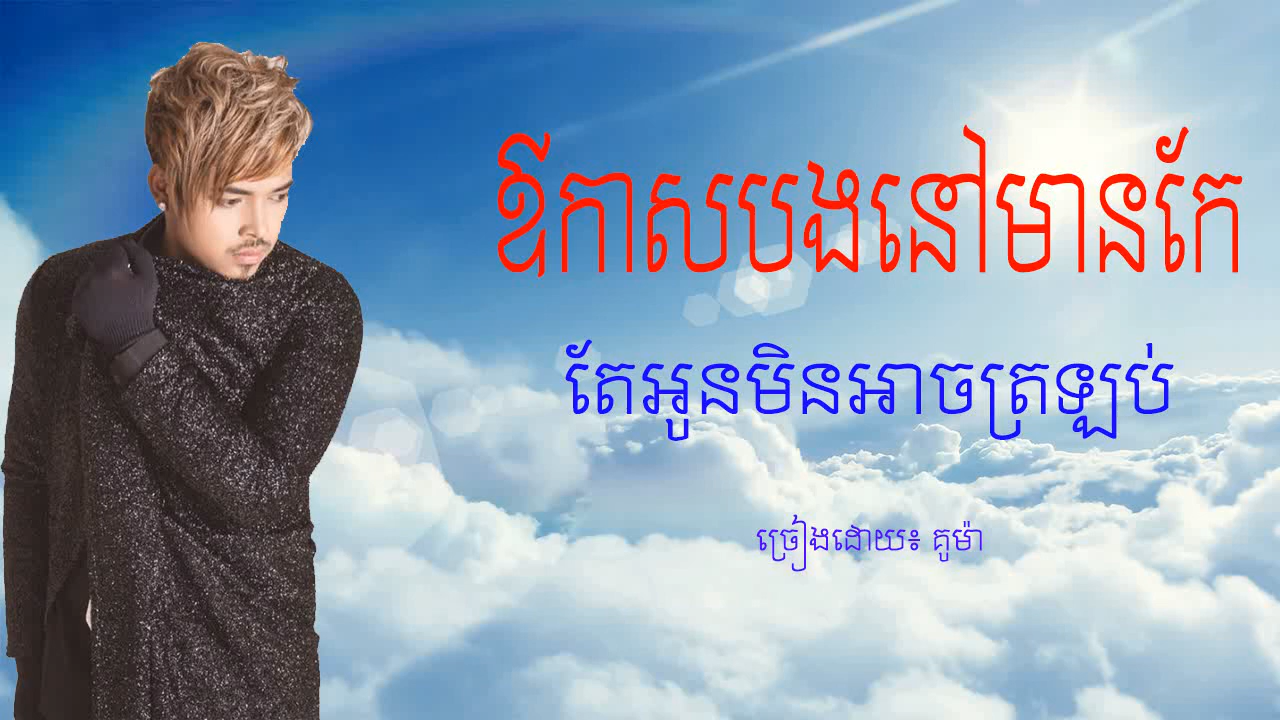 ឱកាសបងនៅមានកែ
តែអូនមិនអាចត្រឡប់
ច្រៀងដោយ៖ គូម៉ា